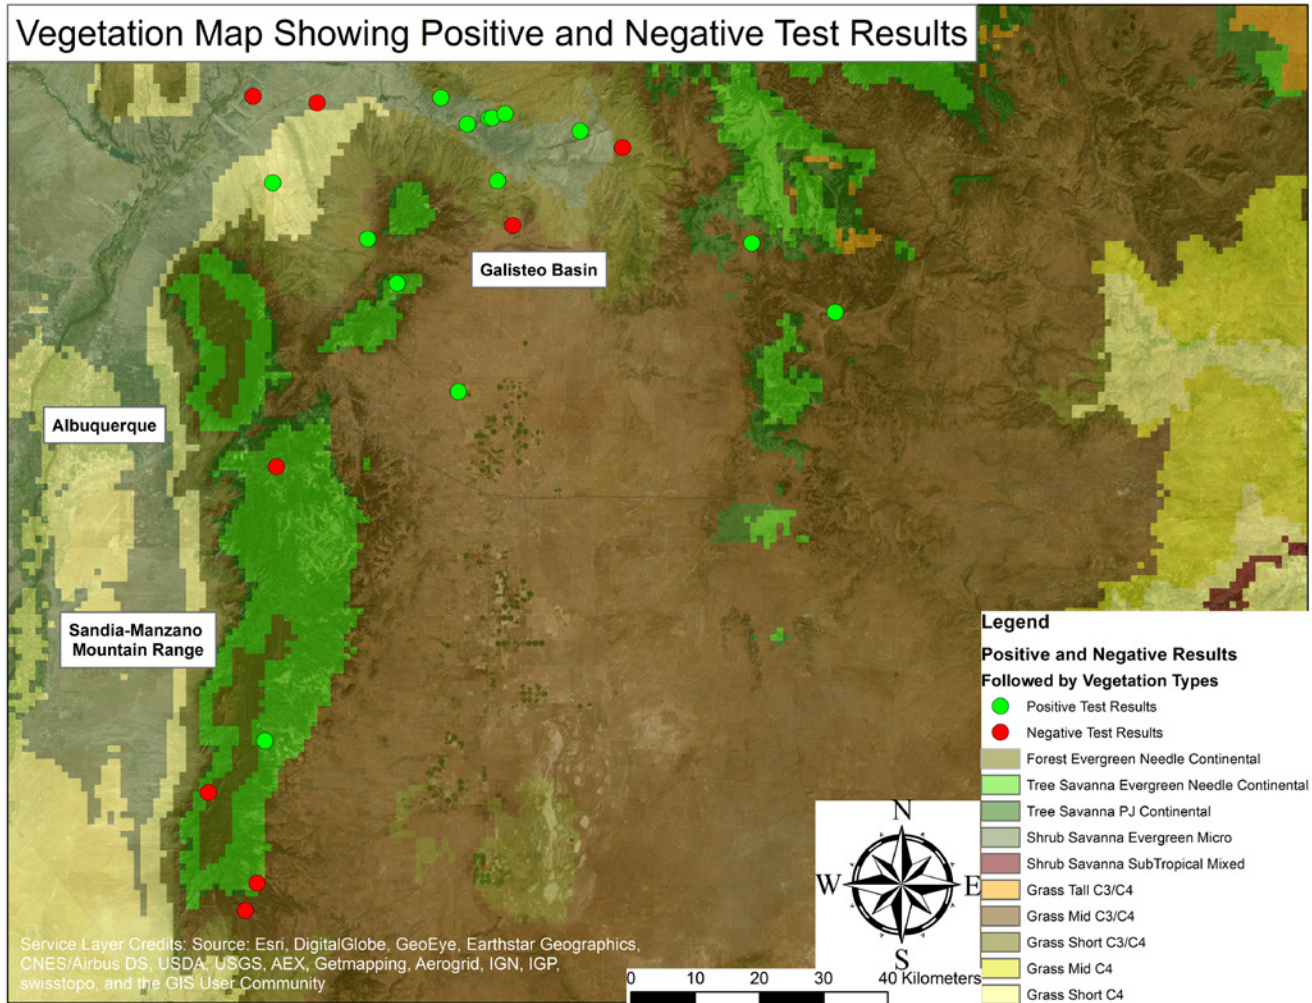 Vegetation Map Showing Positive and Negative Test Results
Galisteo Basin
Albuquerque
Sandia-Manzano
Mountain Range
Legend
Positive and Negative Results
Followed by Vegetation Types
Positive Test Results
Negative Test Results
Forest Evergreen Needle Continental
Tree Savanna Evergreen Needle Continental
Tree Savanna PJ Continental
Shrub Savanna Evergreen Micro
Shrub Savanna SubTropical Mixed
Grass Tall C3/C4
Grass Mid C3/C4
Grass Short C3/C4
Grass Mid C4
Grass Short C4
N
W
E
S
Service Layer Credits: Source: Esri, DigitalGlobe, GeoEye, Earthstar Geographics,
CNES/Airbus DS, USDA, USGS, AEX, Getmapping, Aerogrid, IGN, IGP,
swisstopo, and the GIS User Community
0 10 20 30 40 Kilometers